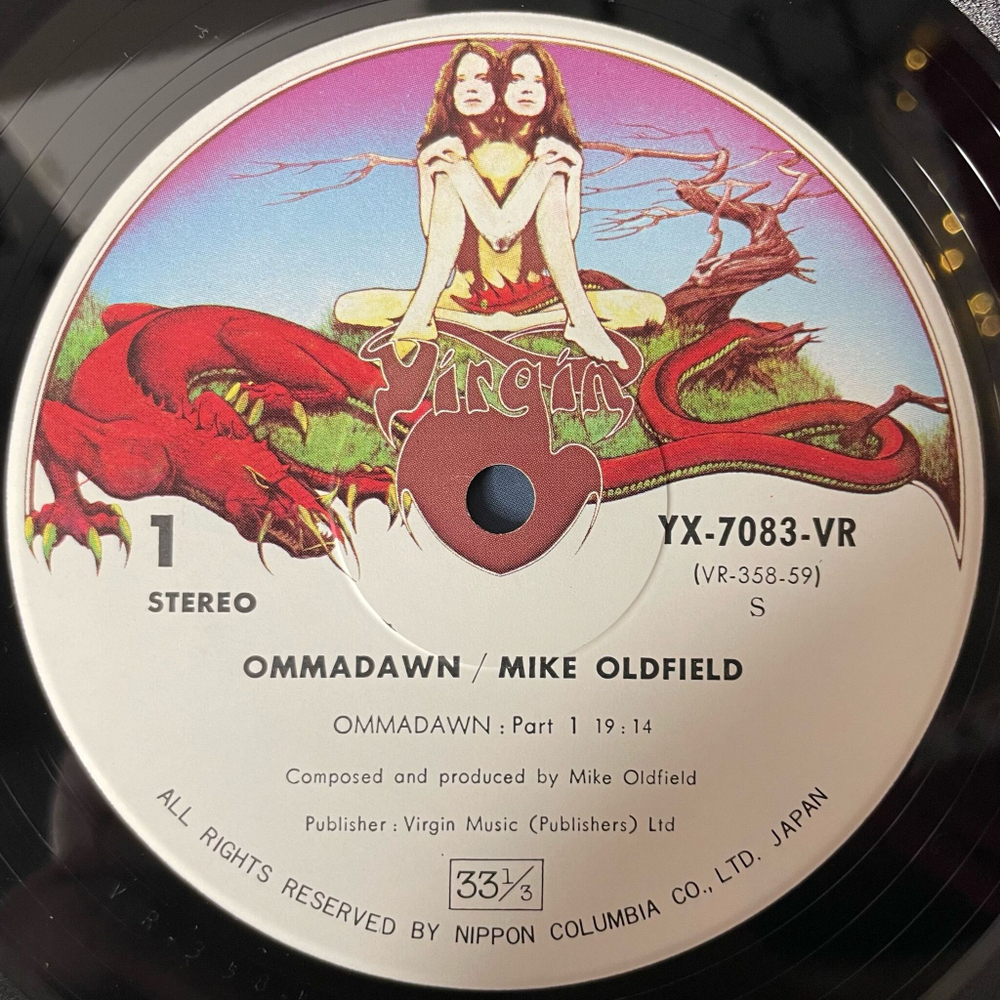 Virgin
1
STEREO
YX-7083-VR
(VR-358-59)
S
OMMADAWN / MIKE OLDFIELD
OMMADAWN : Part 1 19 : 14
Composed and produced by Mike Oldfield
Publisher : Virgin Music (Publishers) Ltd
33 1/3
ALL RIGHTS RESERVED BY NIPPON COLUMBIA CO., LTD. JAPAN